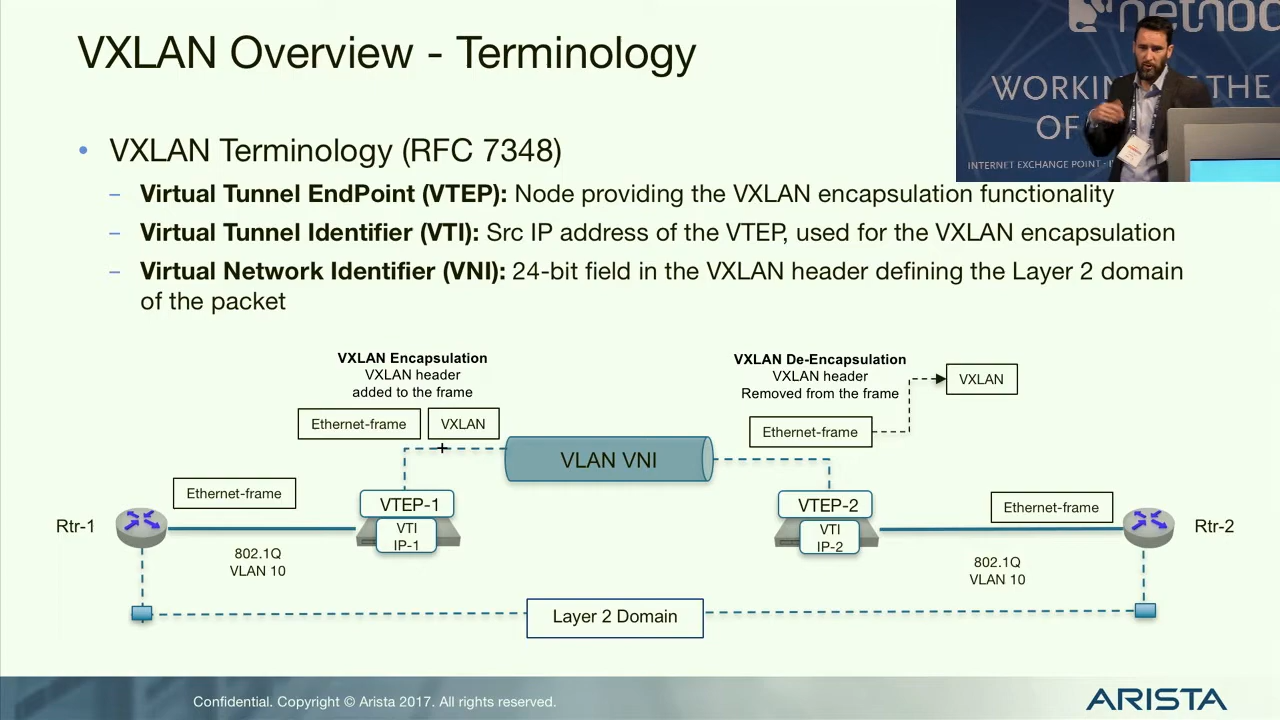 VXLAN Overview - Terminology
netnod
WORKIN THE
OF
INTERNET EXCHANGE POINT
• VXLAN Terminology (RFC 7348)
– Virtual Tunnel EndPoint (VTEP): Node providing the VXLAN encapsulation functionality
– Virtual Tunnel Identifier (VTI): Src IP address of the VTEP, used for the VXLAN encapsulation
– Virtual Network Identifier (VNI): 24-bit field in the VXLAN header defining the Layer 2 domain
of the packet
VXLAN Encapsulation
VXLAN header
added to the frame
VXLAN De-Encapsulation
VXLAN header
Removed from the frame
VXLAN
Ethernet-frame
VXLAN
Ethernet-frame
+
VLAN VNI
Ethernet-frame
VTEP-1
VTEP-2
Ethernet-frame
Rtr-1
VTI
IP-1
VTI
IP-2
Rtr-2
802.1Q
VLAN 10
802.1Q
VLAN 10
Layer 2 Domain
Confidential. Copyright © Arista 2017. All rights reserved.
ARISTA